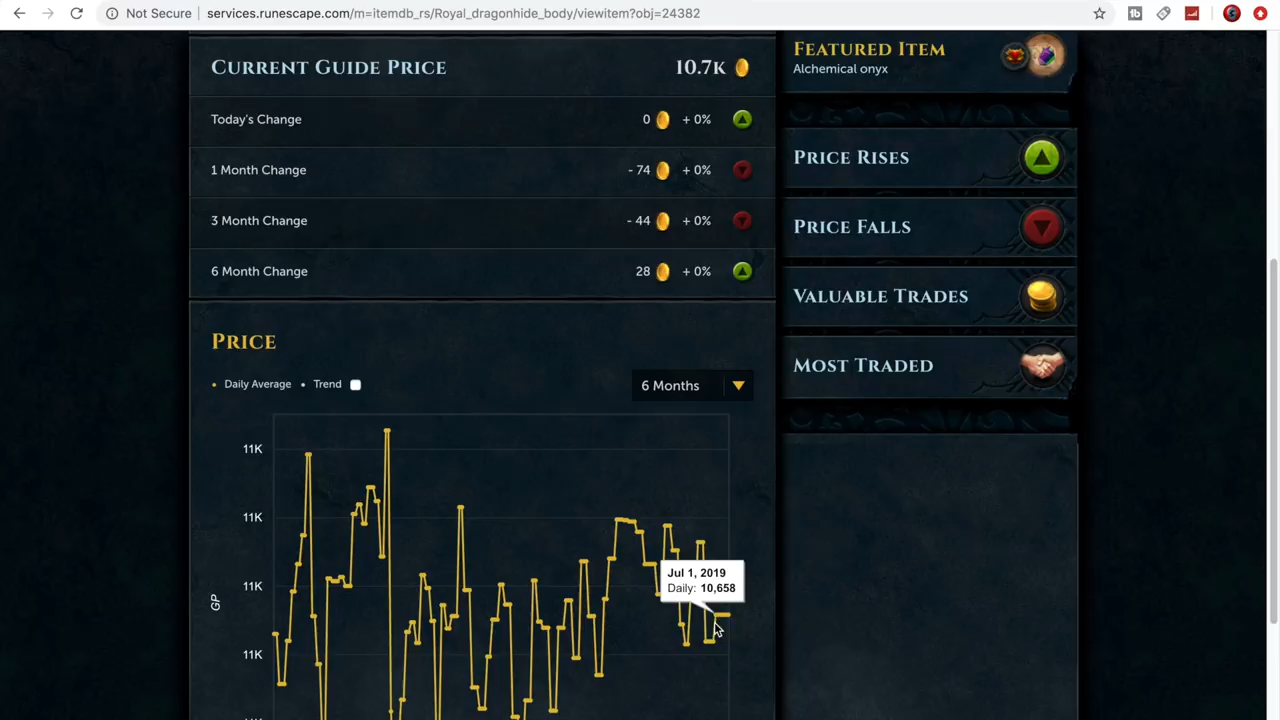 Not Secure
services.runescape.com/m=itemdb_rs/Royal_dragonhide_body/viewitem?obj=24382
CURRENT GUIDE PRICE 10.7K
Today's Change 0 + 0%
1 Month Change - 74 + 0%
3 Month Change - 44 + 0%
6 Month Change 28 + 0%
PRICE
Daily Average Trend
6 Months
11K
11K
11K
11K
GP
Jul 1, 2019
Daily: 10,658
FEATURED ITEM
Alchemical onyx
PRICE RISES
PRICE FALLS
VALUABLE TRADES
MOST TRADED